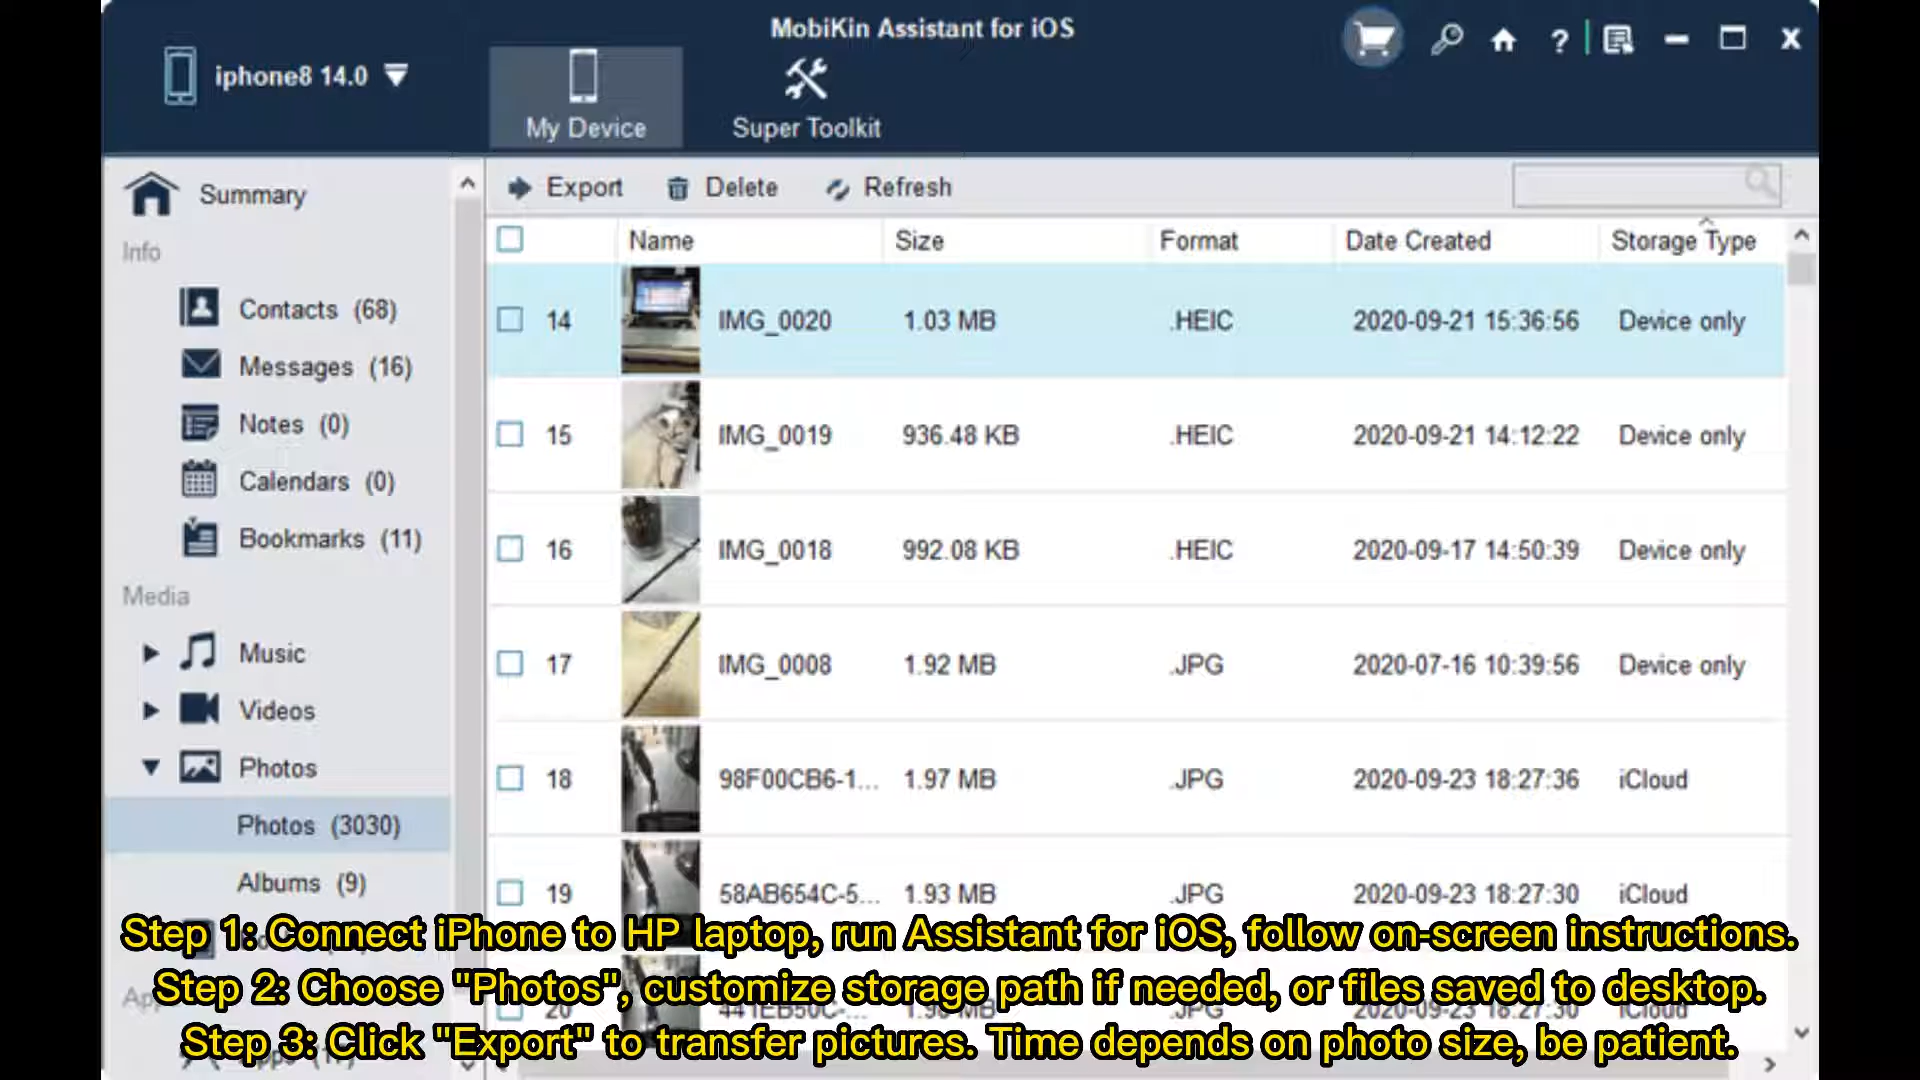 MobiKin Assistant for iOS
iphone8 14.0
?
X
My Device
Super Toolkit
Summary
Export
Delete
Refresh
Info
Name
Size
Format
Date Created
Storage Type
Contacts (68)
Messages (16)
Notes (0)
Calendars (0)
Bookmarks (11)
Media
Music
Videos
Photos
Photos (3030)
Albums (9)
14 IMG_0020 1.03 MB .HEIC 2020-09-21 15:36:56 Device only
15 IMG_0019 936.48 KB .HEIC 2020-09-21 14:12:22 Device only
16 IMG_0018 992.08 KB .HEIC 2020-09-17 14:50:39 Device only
17 IMG_0008 1.92 MB .JPG 2020-07-16 10:39:56 Device only
18 98F00CB6-1... 1.97 MB .JPG 2020-09-23 18:27:36 iCloud
19 58AB654C-5... 1.93 MB .JPG 2020-09-23 18:27:30 iCloud
Step 1: Connect iPhone to HP laptop, run Assistant for iOS, follow on-screen instructions.
Step 2: Choose "Photos", customize storage path if needed, or files saved to desktop.
Step 3: Click "Export" to transfer pictures. Time depends on photo size, be patient.